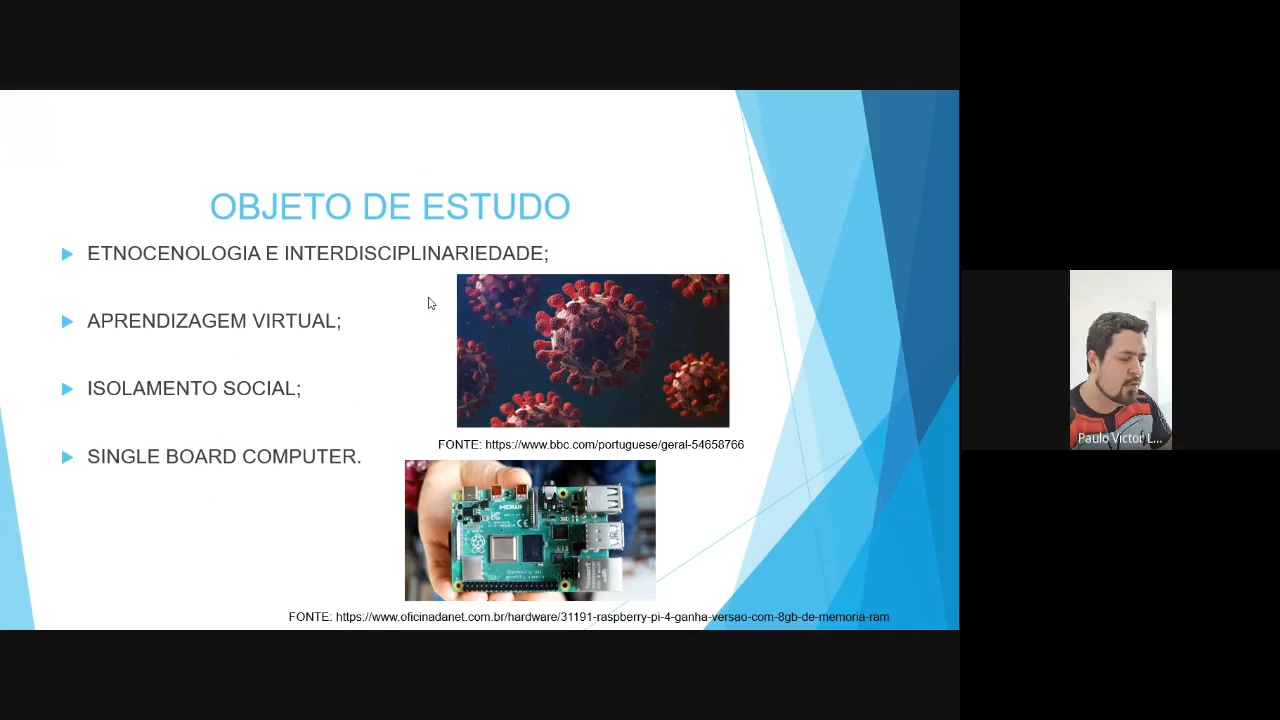 OBJETO DE ESTUDO
ETNOCENOLOGIA E INTERDISCIPLINARIEDADE;
APRENDIZAGEM VIRTUAL;
ISOLAMENTO SOCIAL;
SINGLE BOARD COMPUTER.
FONTE: https://www.bbc.com/portuguese/geral-54658766
HDMI
FONTE: https://www.oficinadanet.com.br/hardware/31191-raspberry-pi-4-ganha-versao-com-8gb-de-memoria-ram
Paulo Victor L...